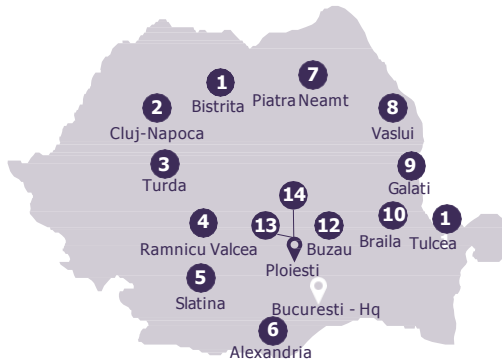 1
Bistrita
7
Piatra Neamt
2
Cluj-Napoca
8
Vaslui
3
Turda
9
Galati
14
4
Ramnicu Valcea
13
12
Buzau
10
Braila
1
Tulcea
Ploiesti
5
Slatina
Bucuresti - Hq
6
Alexandria